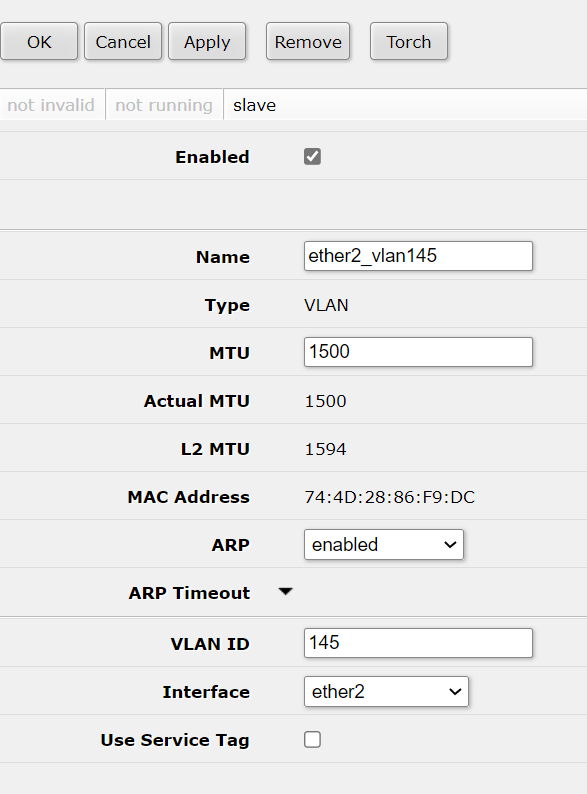 OK Cancel Apply Remove Torch
not invalid not running slave
Enabled
Name ether2_vlan145
Type VLAN
MTU 1500
Actual MTU 1500
L2 MTU 1594
MAC Address 74:4D:28:86:F9:DC
ARP enabled
ARP Timeout
VLAN ID 145
Interface ether2
Use Service Tag